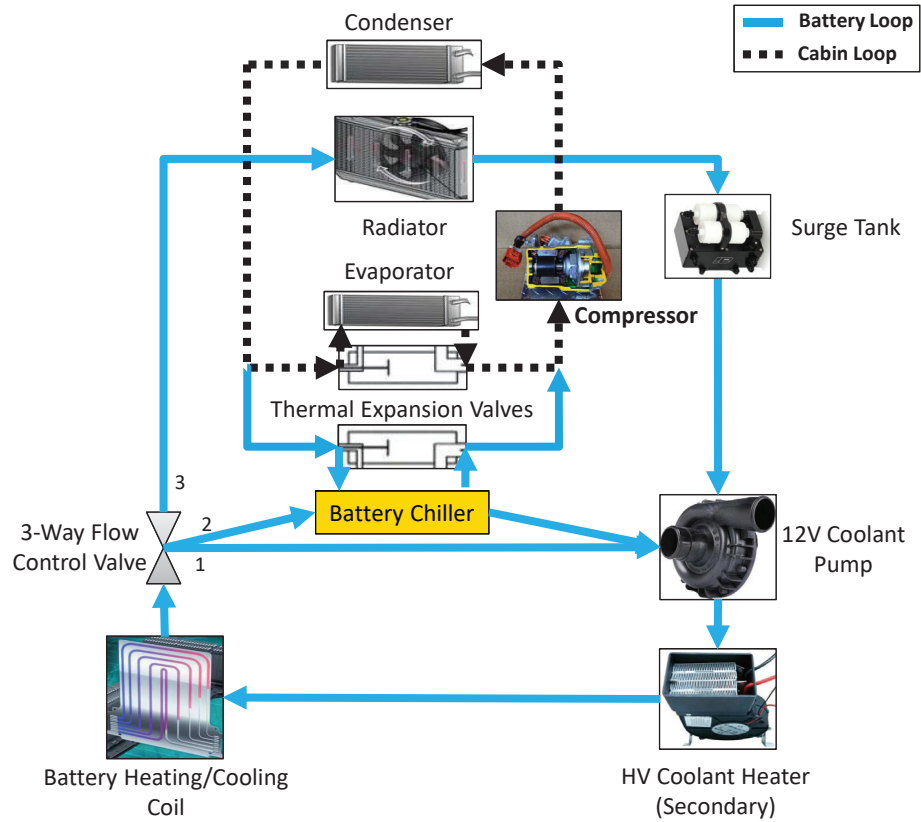 Condenser
Battery Loop
Cabin Loop
Radiator
Surge Tank
Evaporator
Compressor
Thermal Expansion Valves
3
2
1
Battery Chiller
3-Way Flow
Control Valve
12V Coolant
Pump
Battery Heating/Cooling
Coil
HV Coolant Heater
(Secondary)